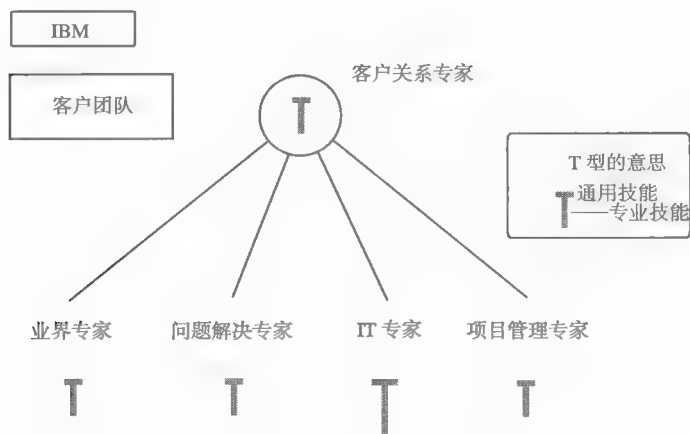 IBM
客户团队
客户关系专家
T
T 型的意思
T 通用技能
——专业技能
业界专家
问题解决专家
IT 专家
项目管理专家
T
T
T
T